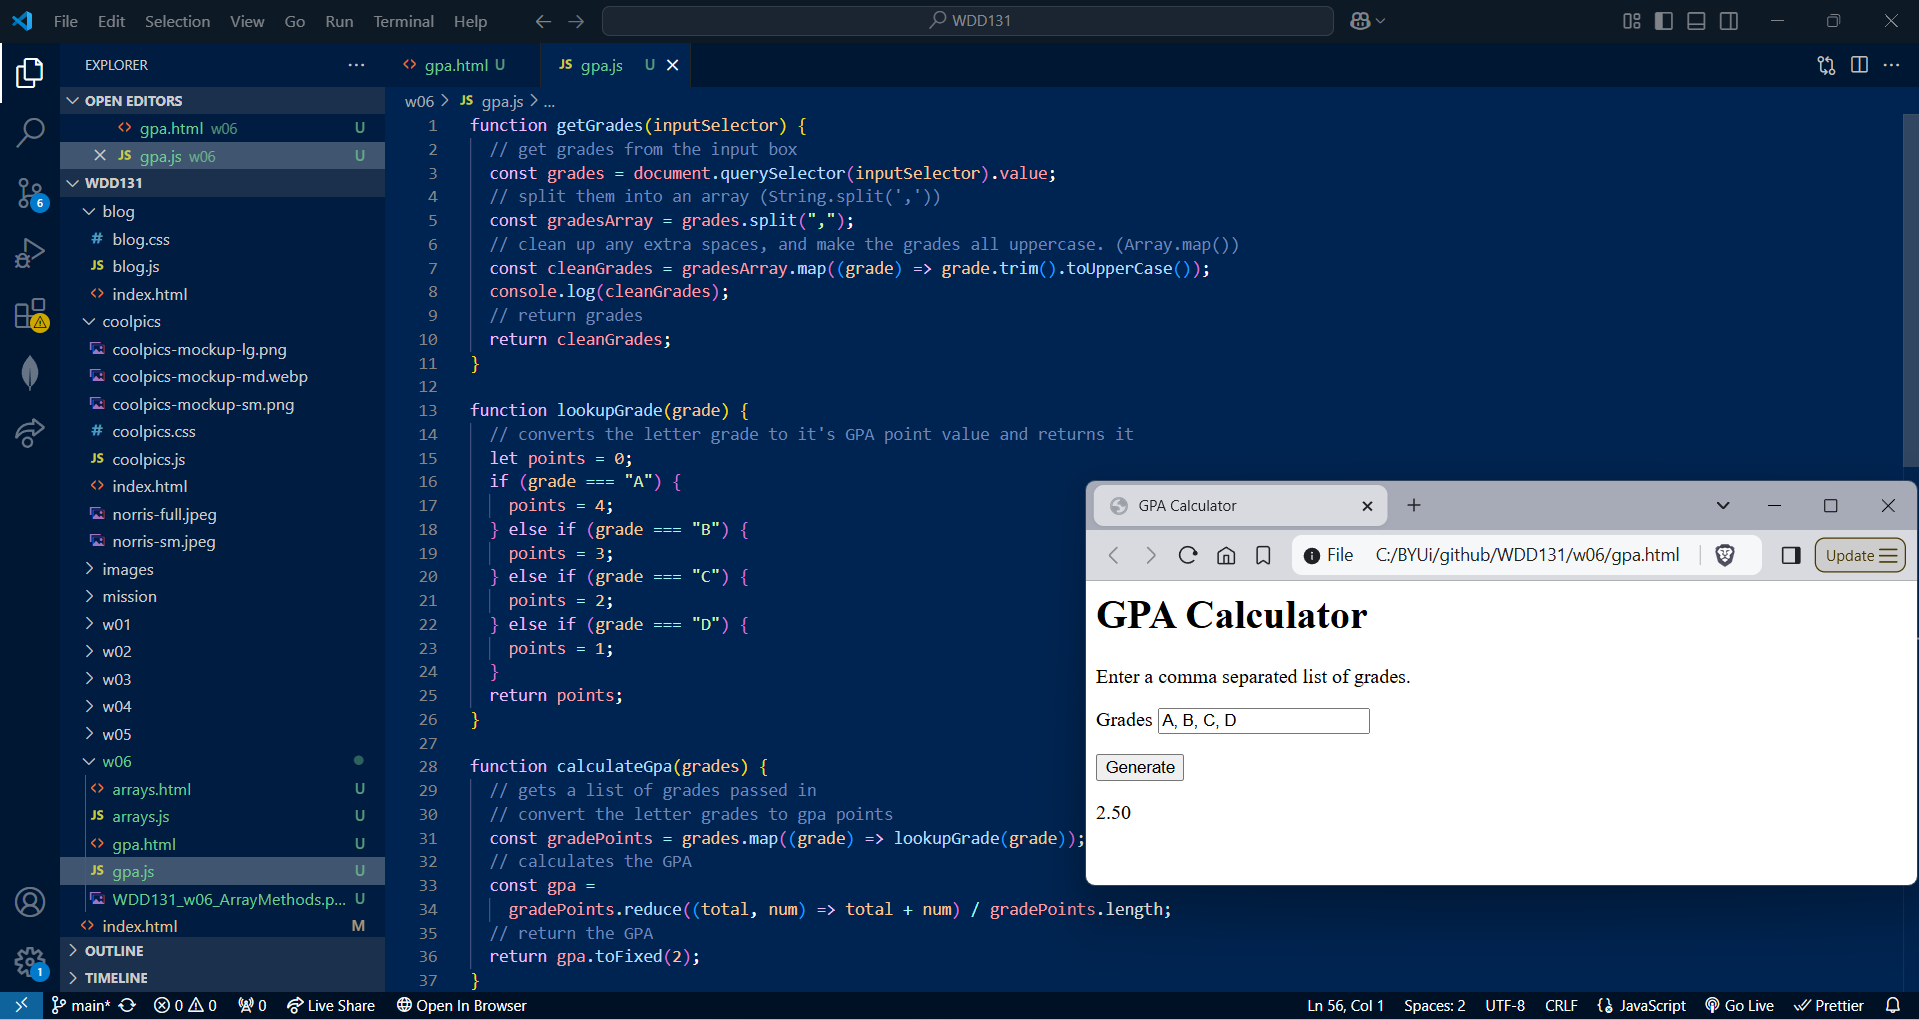 File Edit Selection View Go Run Terminal Help
WDD131
EXPLORER
OPEN EDITORS
gpa.html w06 U
gpa.js w06 U
WDD131
blog
# blog.css
JS blog.js
<> index.html
coolpics
coolpics-mockup-lg.png
coolpics-mockup-md.webp
coolpics-mockup-sm.png
# coolpics.css
JS coolpics.js
<> index.html
norris-full.jpeg
norris-sm.jpeg
images
mission
w01
w02
w03
w04
w05
w06
<> arrays.html U
JS arrays.js U
<> gpa.html U
JS gpa.js U
WDD131_w06_ArrayMethods.p... U
<> index.html M
OUTLINE
TIMELINE
6
1
<> gpa.html U
JS gpa.js U
w06 > JS gpa.js > ...
1 function getGrades(inputSelector) {
2 // get grades from the input box
3 const grades = document.querySelector(inputSelector).value;
4 // split them into an array (String.split(','))
5 const gradesArray = grades.split(",");
6 // clean up any extra spaces, and make the grades all uppercase. (Array.map())
7 const cleanGrades = gradesArray.map((grade) => grade.trim().toUpperCase());
8 console.log(cleanGrades);
9 // return grades
10 return cleanGrades;
11 }
12
13 function lookupGrade(grade) {
14 // converts the letter grade to it's GPA point value and returns it
15 let points = 0;
16 if (grade === "A") {
17 points = 4;
18 } else if (grade === "B") {
19 points = 3;
20 } else if (grade === "C") {
21 points = 2;
22 } else if (grade === "D") {
23 points = 1;
24 }
25 return points;
26 }
27
28 function calculateGpa(grades) {
29 // gets a list of grades passed in
30 // convert the letter grades to gpa points
31 const gradePoints = grades.map((grade) => lookupGrade(grade));
32 // calculates the GPA
33 const gpa =
34 gradePoints.reduce((total, num) => total + num) / gradePoints.length;
35 // return the GPA
36 return gpa.toFixed(2);
37 }
GPA Calculator
File C:/BYUi/github/WDD131/w06/gpa.html
Update
GPA Calculator
Enter a comma separated list of grades.
Grades A, B, C, D
Generate
2.50
main* 0 0 0 Live Share Open In Browser
Ln 56, Col 1 Spaces: 2 UTF-8 CRLF {} JavaScript Go Live Prettier